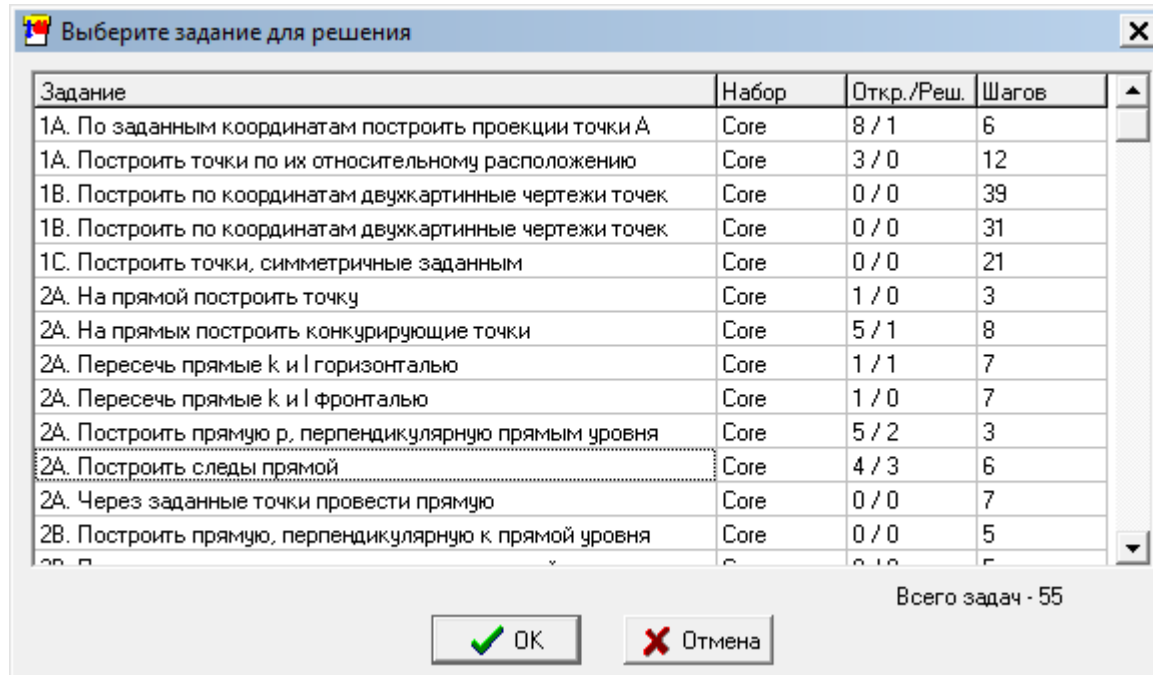 Выберите задание для решения
Задание Набор Откр./Реш. Шагов
1А. По заданным координатам построить проекции точки А Core 8 / 1 6
1А. Построить точки по их относительному расположению Core 3 / 0 12
1В. Построить по координатам двухкартинные чертежи точек Core 0 / 0 39
1В. Построить по координатам двухкартинные чертежи точек Core 0 / 0 31
1С. Построить точки, симметричные заданным Core 0 / 0 21
2А. На прямой построить точку Core 1 / 0 3
2А. На прямых построить конкурирующие точки Core 5 / 1 8
2А. Пересечь прямые k и l горизонталью Core 1 / 1 7
2А. Пересечь прямые k и l фронталью Core 1 / 0 7
2А. Построить прямую р, перпендикулярную прямым уровня Core 5 / 2 3
2А. Построить следы прямой Core 4 / 3 6
2А. Через заданные точки провести прямую Core 0 / 0 7
2В. Построить прямую, перпендикулярную к прямой уровня Core 0 / 0 5
Всего задач - 55
OK Отмена